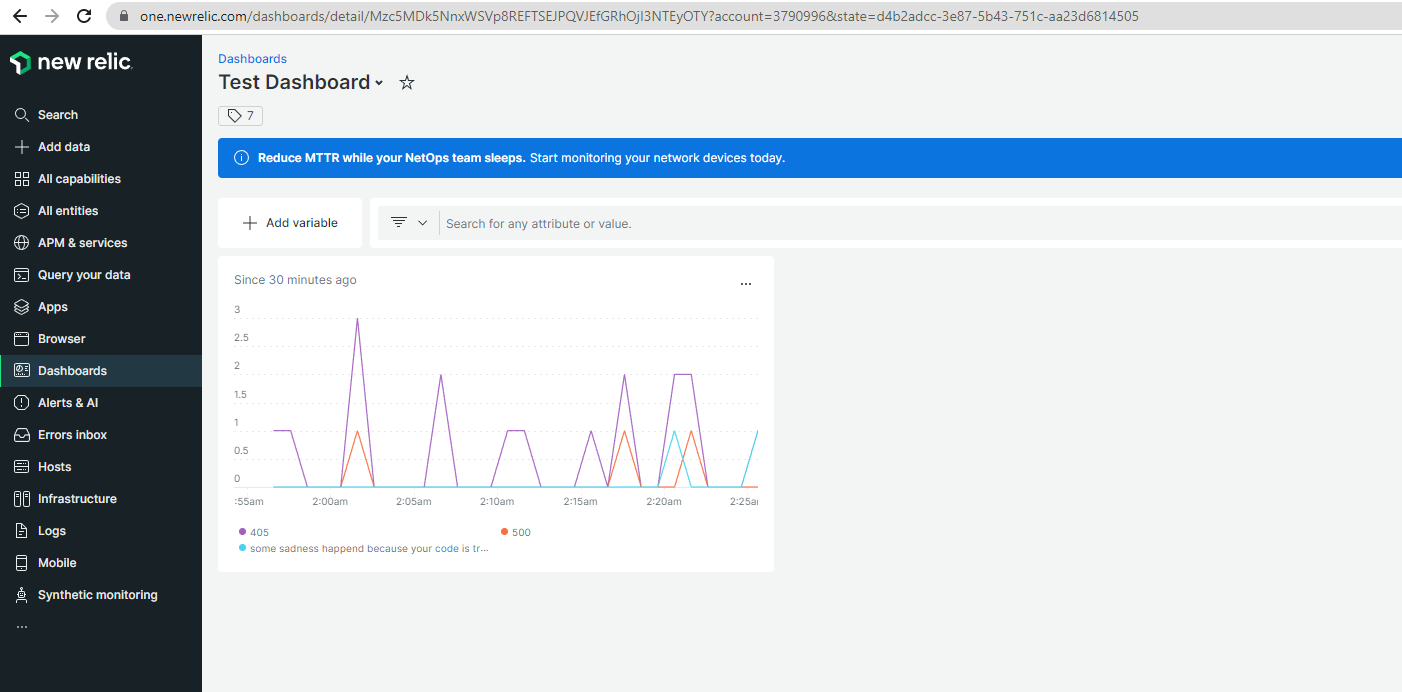 one.newrelic.com/dashboards/detail/Mzc5MDk5NnxWSVp8REFTSEJPQVJEfGRhOjI3NTEyOTY?account=3790996&state=d4b2adcc-3e87-5b43-751c-aa23d6814505
new relic
Search
Add data
All capabilities
All entities
APM & services
Query your data
Apps
Browser
Dashboards
Alerts & AI
Errors inbox
Hosts
Infrastructure
Logs
Mobile
Synthetic monitoring
...
Dashboards
Test Dashboard
7
Reduce MTTR while your NetOps team sleeps. Start monitoring your network devices today.
Add variable
Search for any attribute or value.
Since 30 minutes ago
...
3
2.5
2
1.5
1
0.5
0
:55am 2:00am 2:05am 2:10am 2:15am 2:20am 2:25a
405 500
some sadness happend because your code is tr...